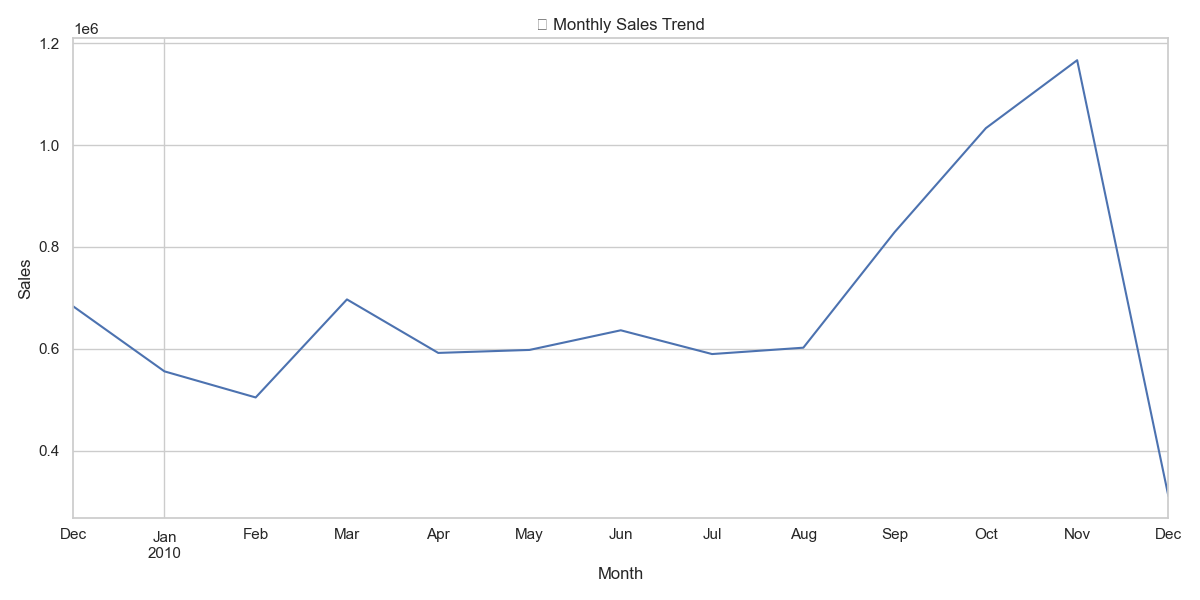 ▯ Monthly Sales Trend
1e6
1.2
1.0
0.8
0.6
0.4
Sales
Dec Jan Feb Mar Apr May Jun Jul Aug Sep Oct Nov Dec
2010
Month